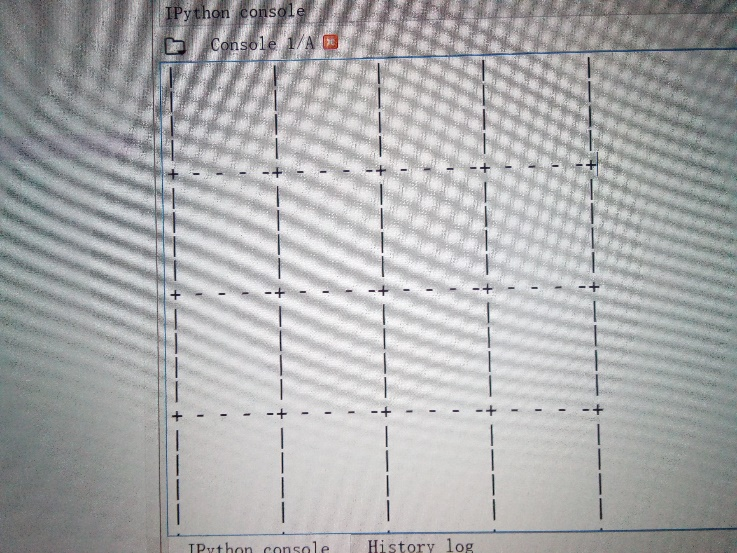 IPython console
Console 1/A
|         |         |         |         |
|         |         |         |         |
|         |         |         |         |
|         |         |         |         |
+ - - - -+ - - - -+ - - - -+ - - - -+
|         |         |         |         |
|         |         |         |         |
|         |         |         |         |
|         |         |         |         |
+ - - - -+ - - - -+ - - - -+ - - - -+
|         |         |         |         |
|         |         |         |         |
|         |         |         |         |
|         |         |         |         |
+ - - - -+ - - - -+ - - - -+ - - - -+
|         |         |         |         |
|         |         |         |         |
|         |         |         |         |
|         |         |         |         |
IPython console History log